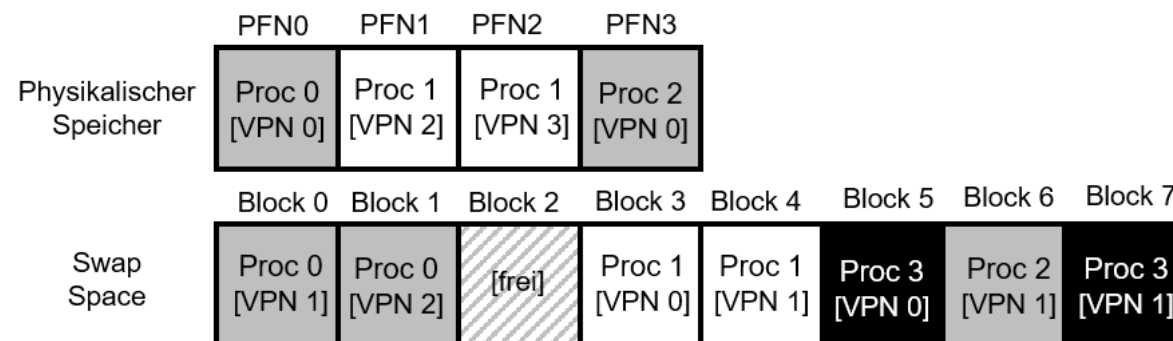 PFN0 PFN1 PFN2 PFN3
Physikalischer
Speicher
Proc 0 Proc 1 Proc 1 Proc 2
[VPN 0] [VPN 2] [VPN 3] [VPN 0]
Block 0 Block 1 Block 2 Block 3 Block 4 Block 5 Block 6 Block 7
Swap
Space
Proc 0 Proc 0 [frei] Proc 1 Proc 1 Proc 3 Proc 2 Proc 3
[VPN 1] [VPN 2] [VPN 0] [VPN 1] [VPN 0] [VPN 1] [VPN 1]